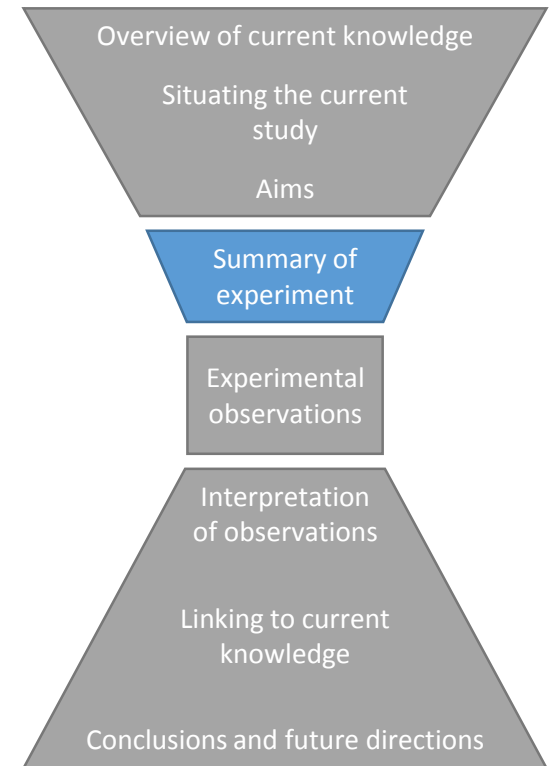 Overview of current knowledge
Situating the current
study
Aims
Summary of
experiment
Experimental
observations
Interpretation
of observations
Linking to current
knowledge
Conclusions and future directions